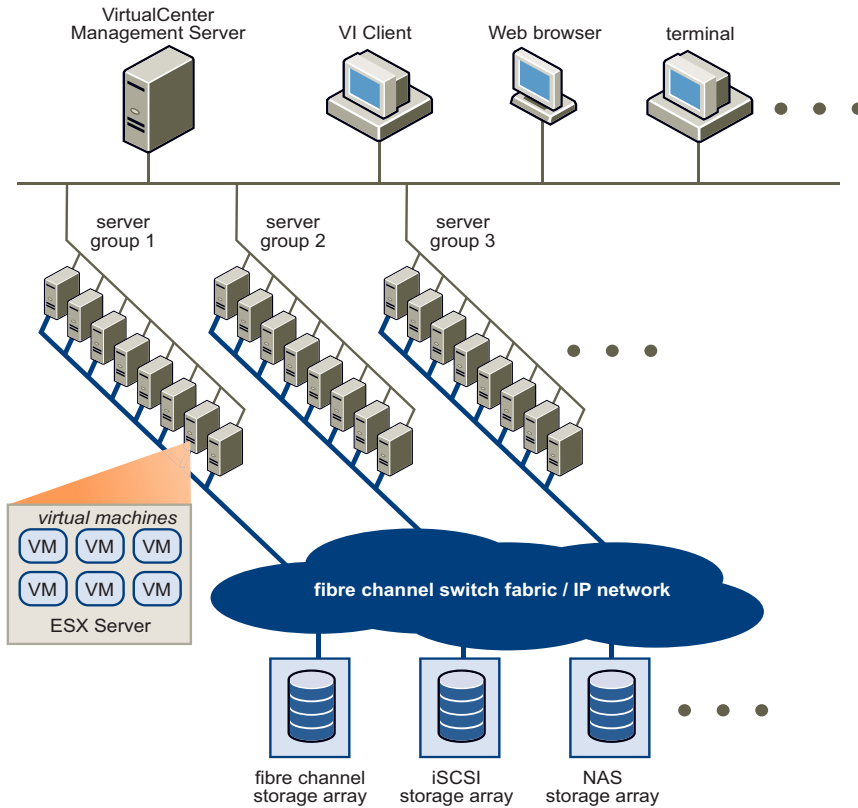 VirtualCenter
Management Server
VI Client
Web browser
terminal
server
group 1
server
group 2
server
group 3
virtual machines
VM VM VM
VM VM VM
ESX Server
fibre channel switch fabric / IP network
fibre channel
storage array
iSCSI
storage array
NAS
storage array